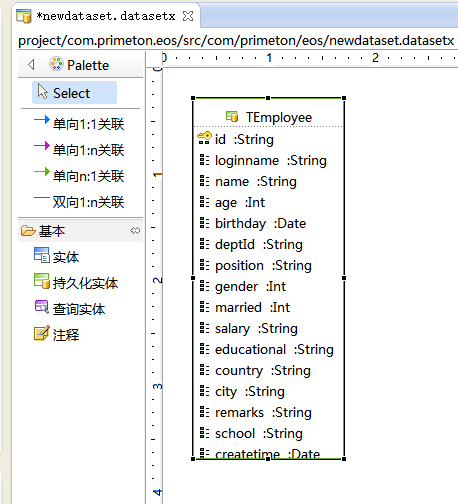 *newdataset.datasetx
project/com.primeton.eos/src/com/primeton/eos/newdataset.datasetx
Palette
Select
单向1:1关联
单向1:n关联
单向n:1关联
双向1:n关联
基本
实体
持久化实体
查询实体
注释
0 1 2
0
1
2
3
4
TEmployee
id :String
loginname :String
name :String
age :Int
birthday :Date
deptId :String
position :String
gender :Int
married :Int
salary :String
educational :String
country :String
city :String
remarks :String
school :String
createtime :Date